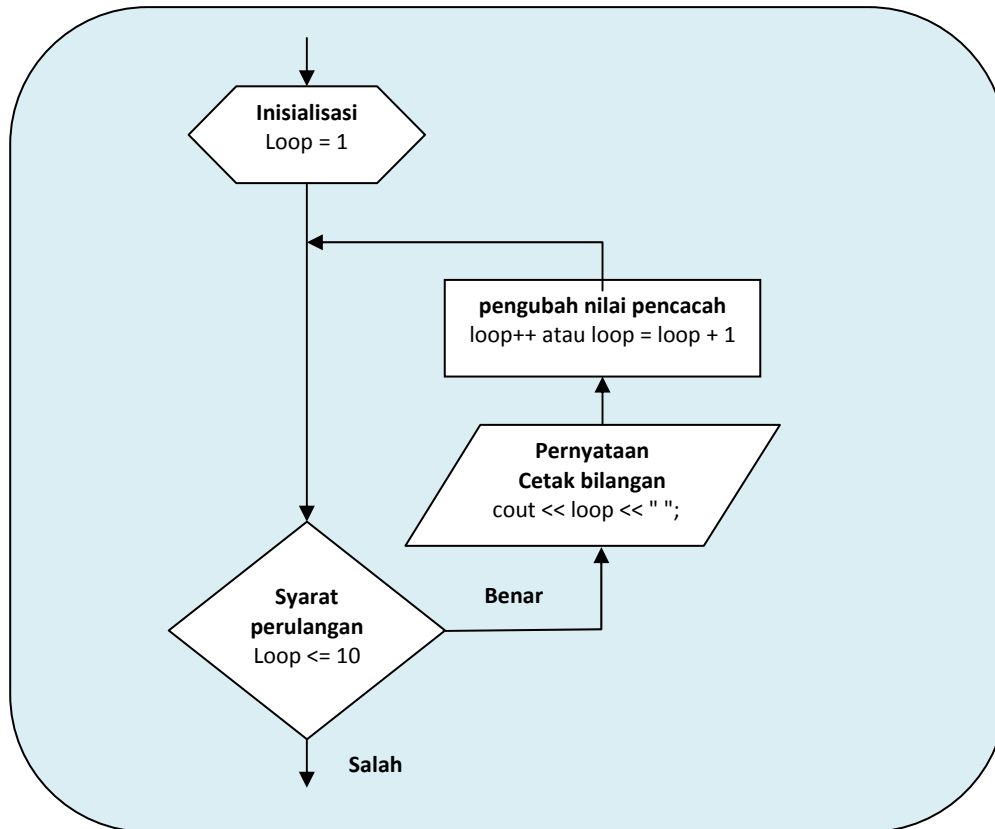 Inisialisasi
Loop = 1
pengubah nilai pencacah
loop++ atau loop = loop + 1
Pernyataan
Cetak bilangan
cout << loop << " ";
Syarat
perulangan
Loop <= 10
Benar
Salah